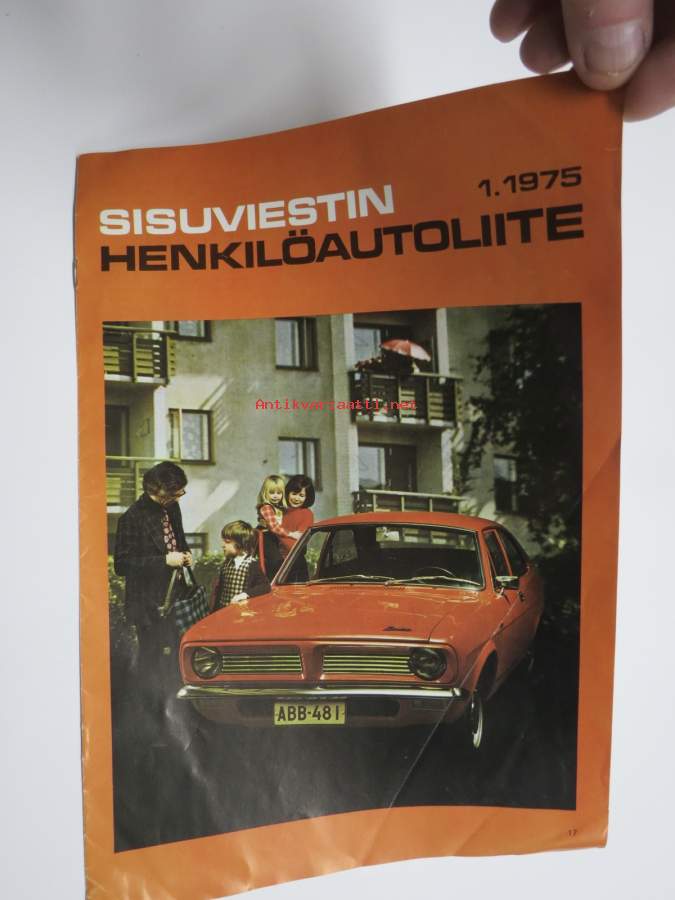 1.1975
SISUVIESTIN
HENKILÖAUTOLIITE
Antikvariaatti.net
ABB-481
17